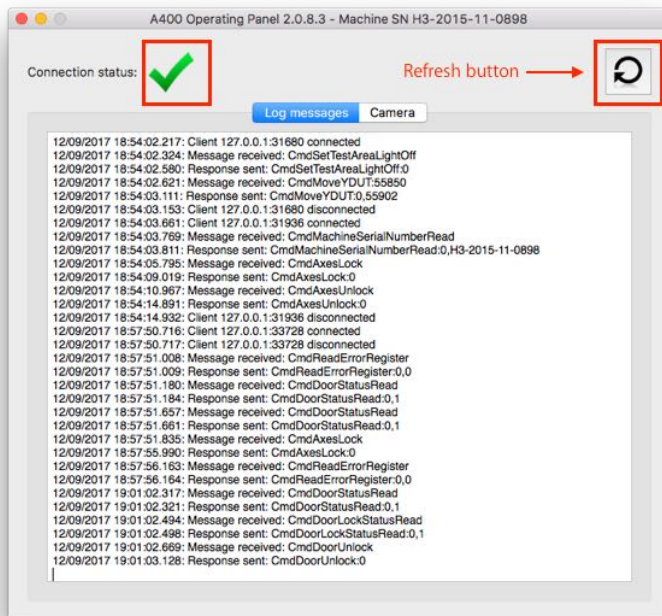 A400 Operating Panel 2.0.8.3 - Machine SN H3-2015-11-0898
Connection status:
Refresh button
Log messages Camera
12/09/2017 18:54:02.217: Client 127.0.0.1:31680 connected
12/09/2017 18:54:02.324: Message received: CmdSetTestAreaLightOff
12/09/2017 18:54:02.580: Response sent: CmdSetTestAreaLightOff:0
12/09/2017 18:54:02.621: Message received: CmdMoveYDUT:55850
12/09/2017 18:54:03.111: Response sent: CmdMoveYDUT:0,55902
12/09/2017 18:54:03.153: Client 127.0.0.1:31680 disconnected
12/09/2017 18:54:03.661: Client 127.0.0.1:31936 connected
12/09/2017 18:54:03.769: Message received: CmdMachineSerialNumberRead
12/09/2017 18:54:03.811: Response sent: CmdMachineSerialNumberRead:0,H3-2015-11-0898
12/09/2017 18:54:05.795: Message received: CmdAxesLock
12/09/2017 18:54:09.019: Response sent: CmdAxesLock:0
12/09/2017 18:54:10.967: Message received: CmdAxesUnlock
12/09/2017 18:54:14.891: Response sent: CmdAxesUnlock:0
12/09/2017 18:54:14.932: Client 127.0.0.1:31936 disconnected
12/09/2017 18:57:50.716: Client 127.0.0.1:33728 connected
12/09/2017 18:57:50.717: Client 127.0.0.1:33728 disconnected
12/09/2017 18:57:51.008: Message received: CmdReadErrorRegister
12/09/2017 18:57:51.009: Response sent: CmdReadErrorRegister:0,0
12/09/2017 18:57:51.180: Message received: CmdDoorStatusRead
12/09/2017 18:57:51.184: Response sent: CmdDoorStatusRead:0,1
12/09/2017 18:57:51.657: Message received: CmdDoorStatusRead
12/09/2017 18:57:51.661: Response sent: CmdDoorStatusRead:0,1
12/09/2017 18:57:51.835: Message received: CmdAxesLock
12/09/2017 18:57:55.990: Response sent: CmdAxesLock:0
12/09/2017 18:57:56.163: Message received: CmdReadErrorRegister
12/09/2017 18:57:56.164: Response sent: CmdReadErrorRegister:0,0
12/09/2017 19:01:02.317: Message received: CmdDoorStatusRead
12/09/2017 19:01:02.321: Response sent: CmdDoorStatusRead:0,1
12/09/2017 19:01:02.494: Message received: CmdDoorLockStatusRead
12/09/2017 19:01:02.498: Response sent: CmdDoorLockStatusRead:0,1
12/09/2017 19:01:02.669: Message received: CmdDoorUnlock
12/09/2017 19:01:03.128: Response sent: CmdDoorUnlock:0